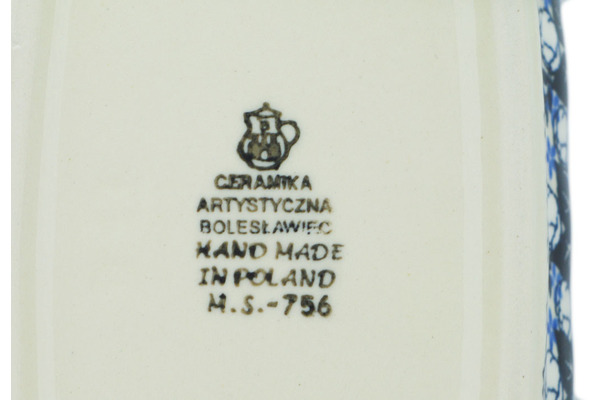 CERAMIKA
ARTYSTYCZNA
BOLESŁAWIEC
HAND MADE
IN POLAND
M.S.-756